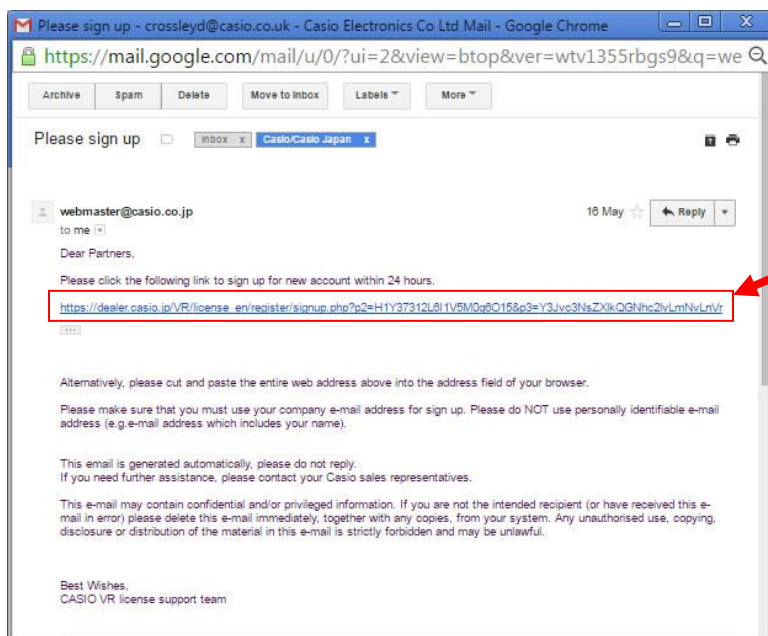 Please sign up - crossleyd@casio.co.uk - Casio Electronics Co Ltd Mail - Google Chrome
https://mail.google.com/mail/u/0/?ui=2&view=btop&ver=wtv1355rbgs9&q=we
Archive Spam Delete Move to Inbox Labels More
Please sign up Inbox x Casio/Casio Japan x
webmaster@casio.co.jp 16 May Reply
to me
Dear Partners,
Please click the following link to sign up for new account within 24 hours.
https://dealer.casio.jp/VR/license_en/register/signup.php?p2=H1Y37312L6I1V5M0q6O15&p3=Y3Jvc3NsZXlkQGNhc2lvLmNvLnVr
Alternatively, please cut and paste the entire web address above into the address field of your browser.
Please make sure that you must use your company e-mail address for sign up. Please do NOT use personally identifiable e-mail
address (e.g.e-mail address which includes your name).
This email is generated automatically, please do not reply.
If you need further assistance, please contact your Casio sales representatives.
This e-mail may contain confidential and/or privileged information. If you are not the intended recipient (or have received this e-
mail in error) please delete this e-mail immediately, together with any copies, from your system. Any unauthorised use, copying,
disclosure or distribution of the material in this e-mail is strictly forbidden and may be unlawful.
Best Wishes,
CASIO VR license support team